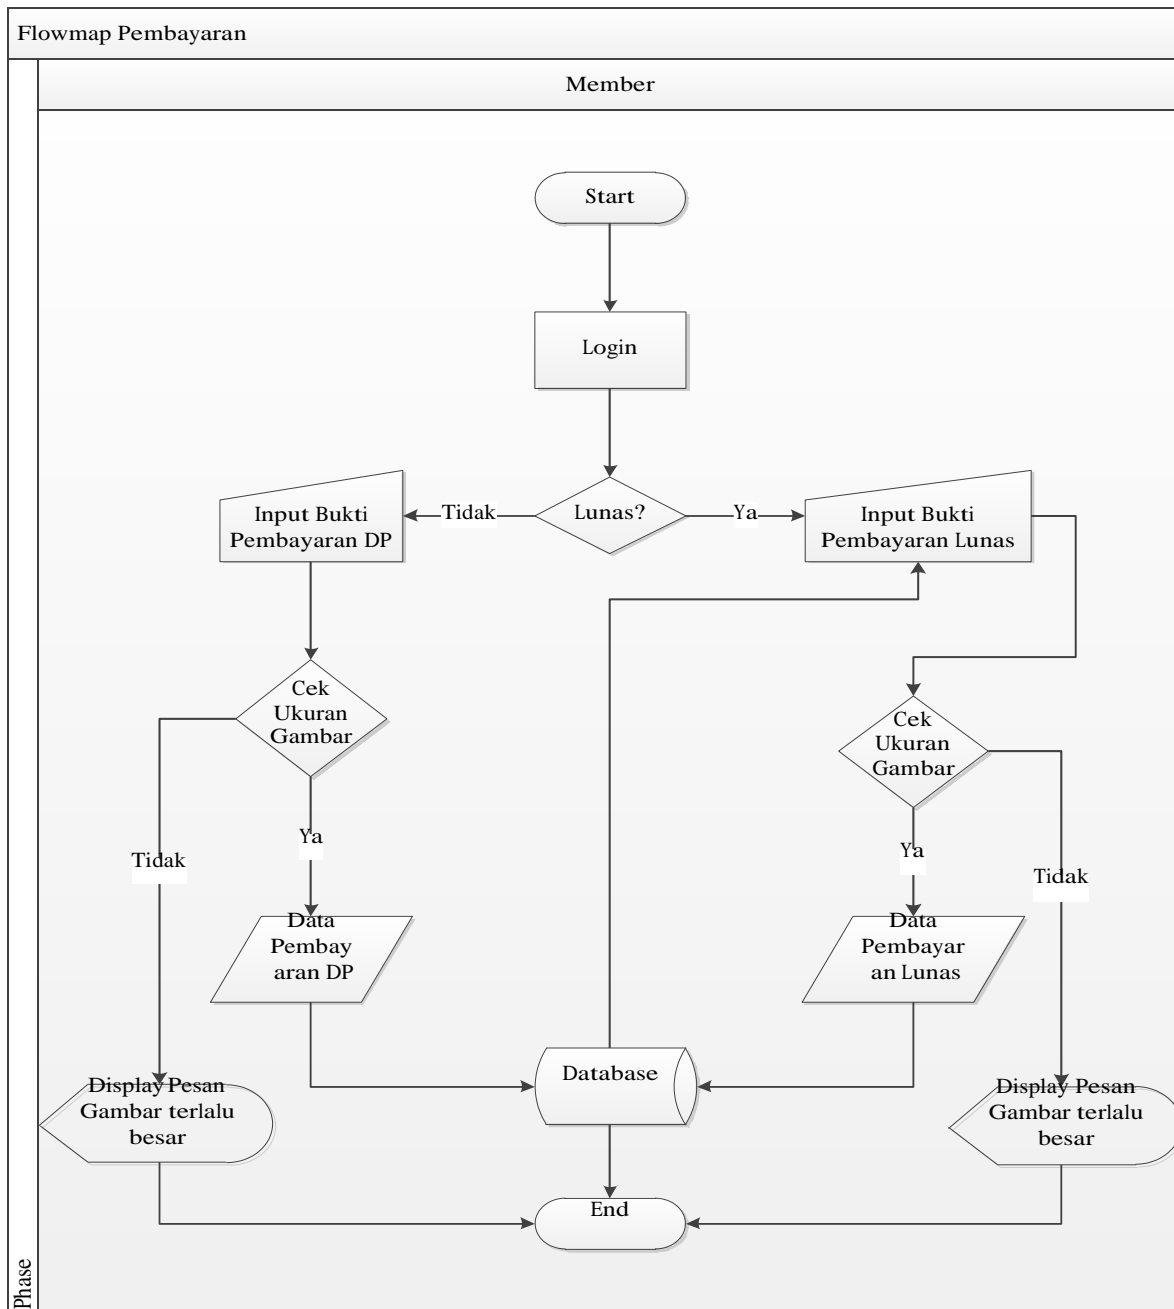 Flowmap Pembayaran
Member
Start
Login
Lunas?
Tidak
Ya
Input Bukti
Pembayaran DP
Input Bukti
Pembayaran Lunas
Cek
Ukuran
Gambar
Cek
Ukuran
Gambar
Ya
Tidak
Ya
Tidak
Data
Pembay
aran DP
Data
Pembayar
an Lunas
Database
Display Pesan
Gambar terlalu
besar
Display Pesan
Gambar terlalu
besar
End
Phase